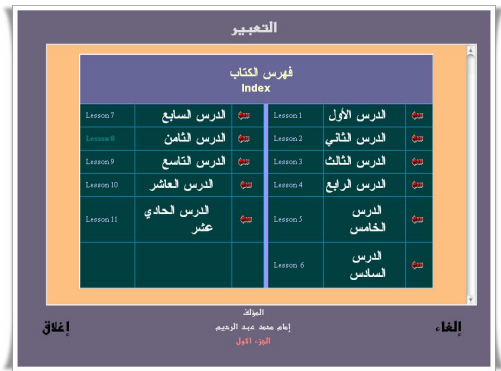 التعبير
فهرس الكتاب
Index
الدرس الأول Lesson 1
الدرس السابع Lesson 7
الدرس الثاني Lesson 2
الدرس الثامن Lesson 8
الدرس الثالث Lesson 3
الدرس التاسع Lesson 9
الدرس الرابع Lesson 4
الدرس العاشر Lesson 10
الدرس
الخامس Lesson 5
الدرس الحادي
عشر Lesson 11
الدرس
السادس Lesson 6
المؤلف
إمام محمد عبد الرحيم
الجزء الاول
إلغاء
إغلاق